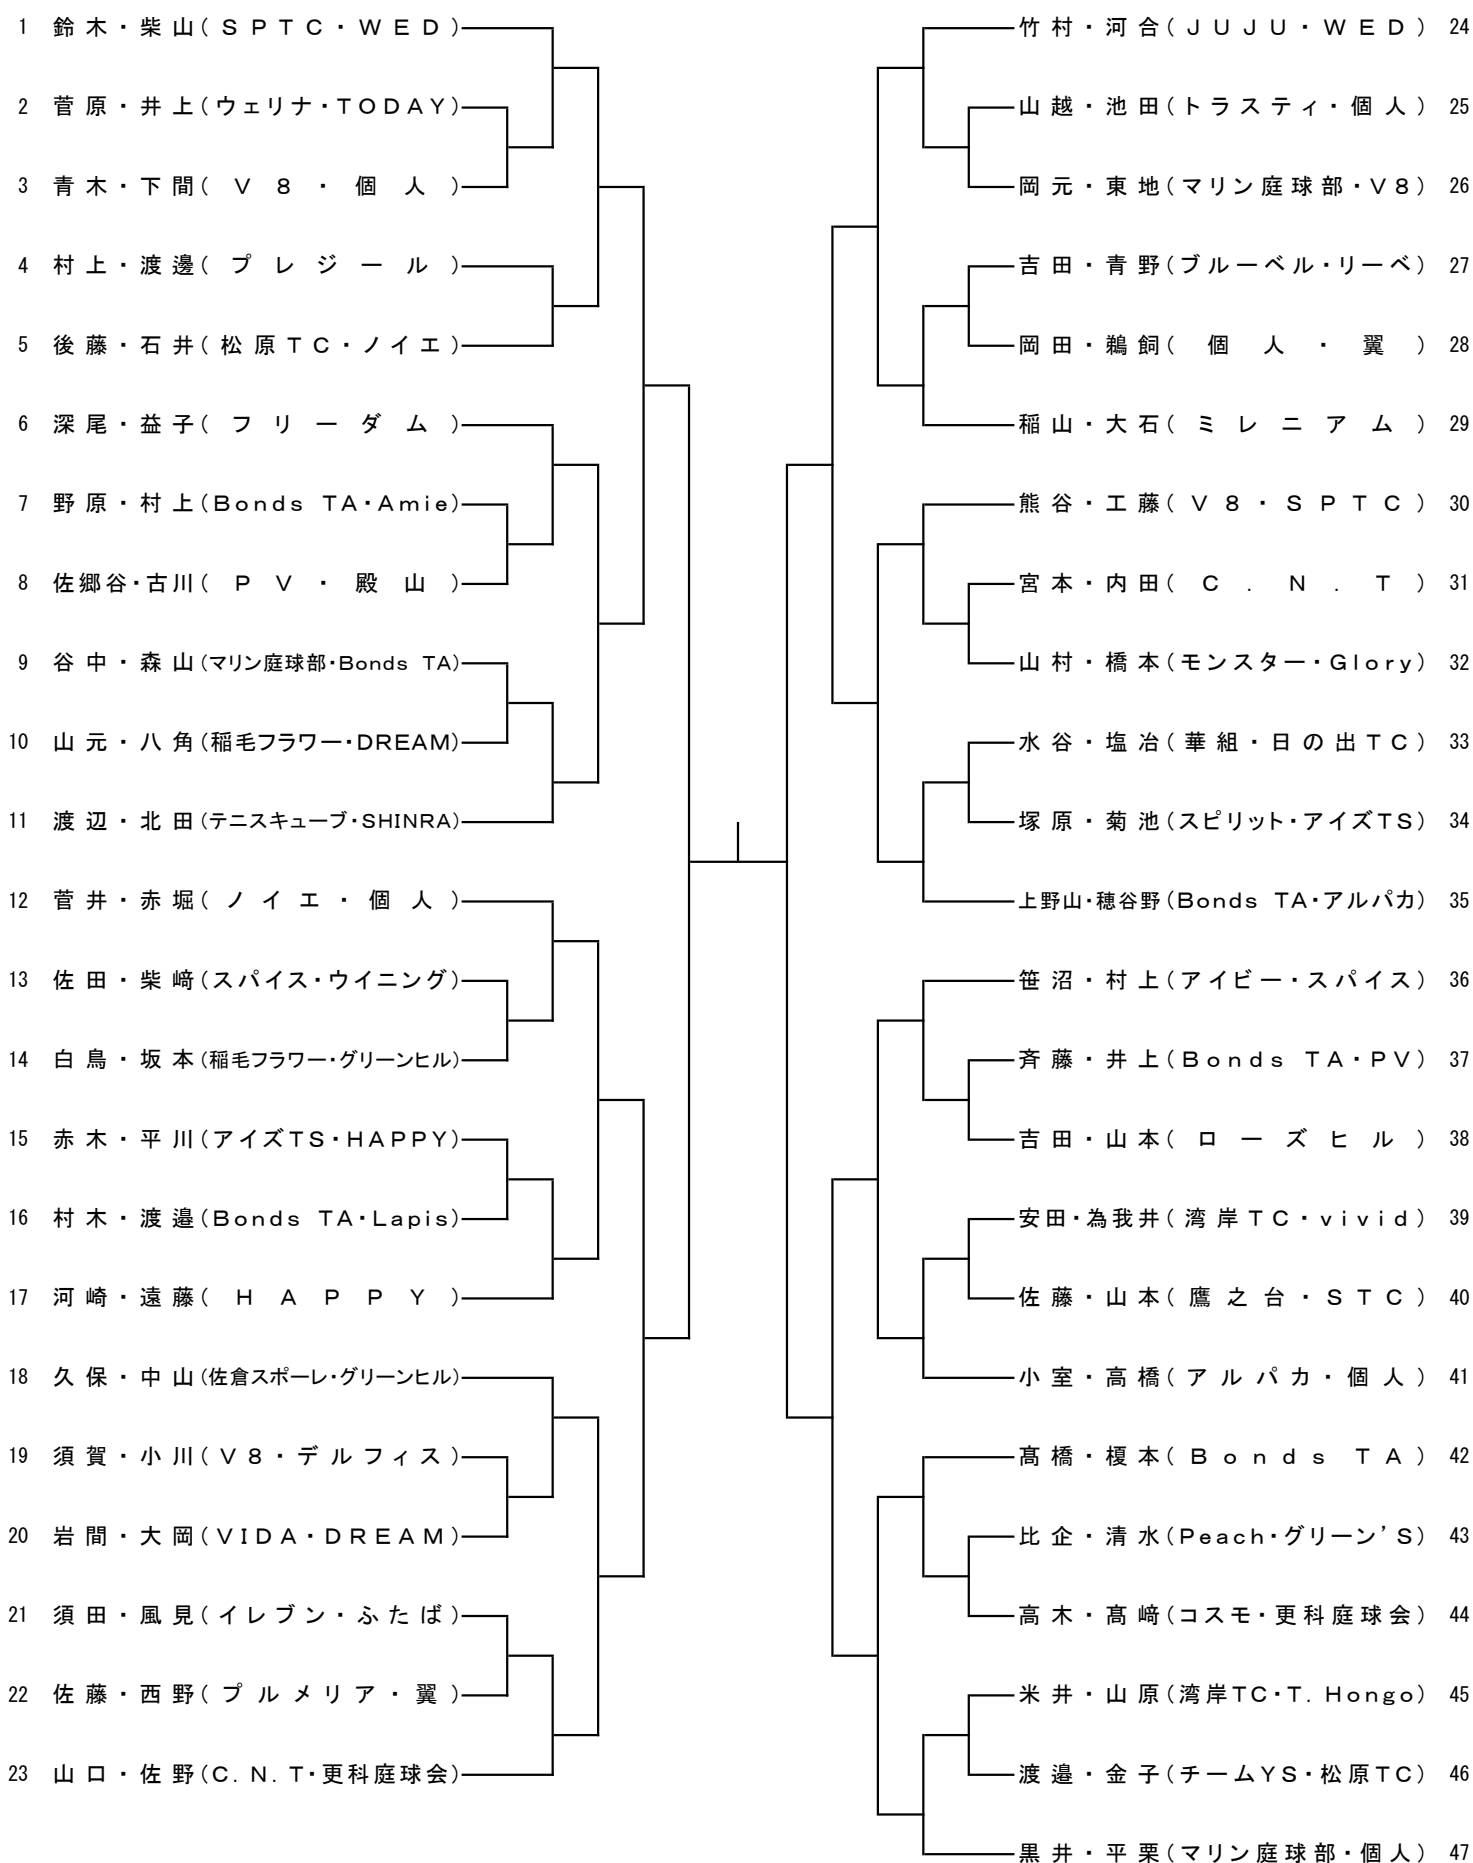 1 鈴木・柴山(SPTC・WED)
2 菅原・井上(ウェリナ・TODAY)
3 青木・下間(V8・個人)
4 村上・渡邊(プレジール)
5 後藤・石井(松原TC・ノイエ)
6 深尾・益子(フリーダム)
7 野原・村上(Bonds TA・Amie)
8 佐郷谷・古川(PV・殿山)
9 谷中・森山(マリン庭球部・Bonds TA)
10 山元・八角(稲毛フラワー・DREAM)
11 渡辺・北田(テニスキューブ・SHINRA)
12 菅井・赤堀(ノイエ・個人)
13 佐田・柴﨑(スパイス・ウイニング)
14 白鳥・坂本(稲毛フラワー・グリーンヒル)
15 赤木・平川(アイズTS・HAPPY)
16 村木・渡邉(Bonds TA・Lapis)
17 河崎・遠藤(HAPPY)
18 久保・中山(佐倉スポーレ・グリーンヒル)
19 須賀・小川(V8・デルフィス)
20 岩間・大岡(VIDA・DREAM)
21 須田・風見(イレブン・ふたば)
22 佐藤・西野(プルメリア・翼)
23 山口・佐野(C.N.T・更科庭球会)
竹村・河合(JUJU・WED) 24
山越・池田(トラスティ・個人) 25
岡元・東地(マリン庭球部・V8) 26
吉田・青野(ブルーベル・リーベ) 27
岡田・鵜飼(個人・翼) 28
稲山・大石(ミレニアム) 29
熊谷・工藤(V8・SPTC) 30
宮本・内田(C.N.T) 31
山村・橋本(モンスター・Glory) 32
水谷・塩冶(華組・日の出TC) 33
塚原・菊池(スピリット・アイズTS) 34
上野山・穂谷野(Bonds TA・アルパカ) 35
笹沼・村上(アイビー・スパイス) 36
斉藤・井上(Bonds TA・PV) 37
吉田・山本(ローズヒル) 38
安田・為我井(湾岸TC・vivid) 39
佐藤・山本(鷹之台・STC) 40
小室・高橋(アルパカ・個人) 41
髙橋・榎本(Bonds TA) 42
比企・清水(Peach・グリーン'S) 43
高木・髙﨑(コスモ・更科庭球会) 44
米井・山原(湾岸TC・T.Hongo) 45
渡邉・金子(チームYS・松原TC) 46
黒井・平栗(マリン庭球部・個人) 47